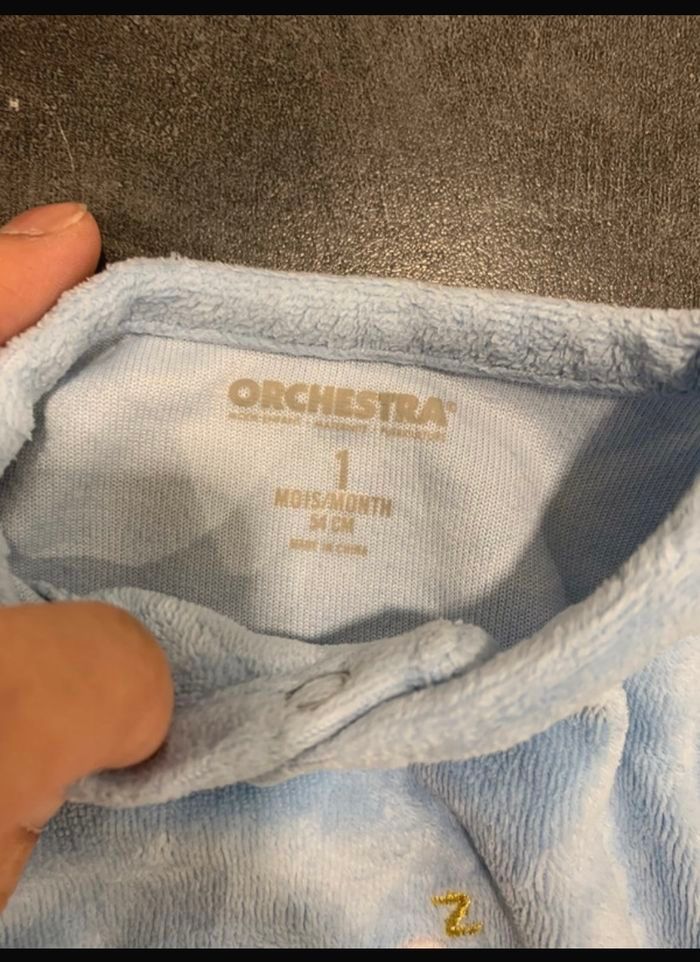 ORCHESTRA®
1
MOIS/MONTH
54 CM
MADE IN CHINA
Z